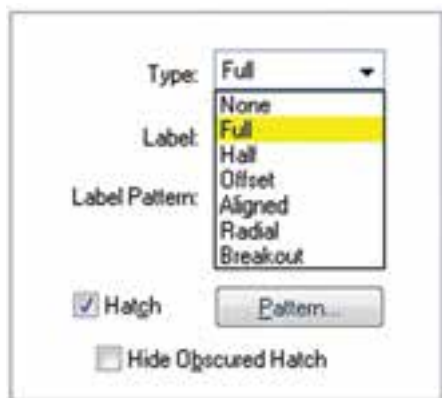 Type: Full
None
Full
Label:
Half
Offset
Label Pattern:
Aligned
Radial
Breakout
Hatch Pattern...
Hide Obscured Hatch